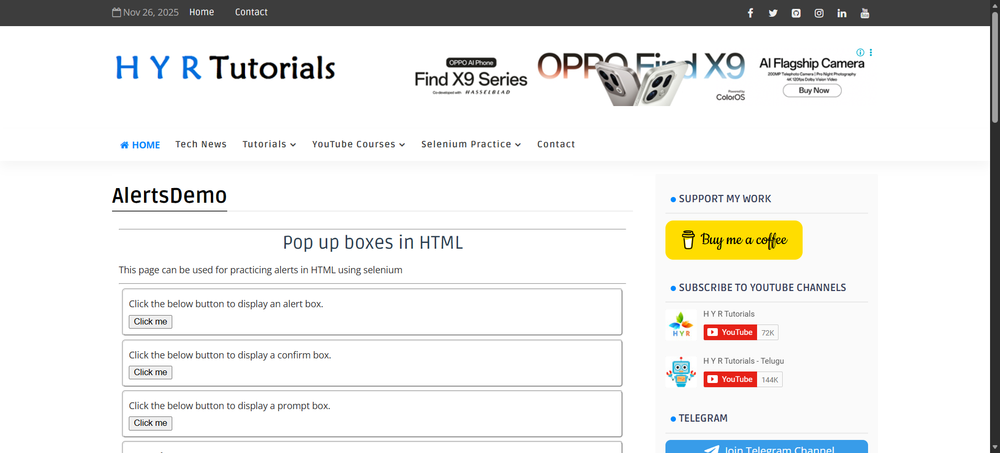 Nov 26, 2025 Home Contact
H Y R Tutorials
OPPO AI Phone
Find X9 Series
Co-developed with HASSELBLAD
OPPO Find X9
Powered by
ColorOS
AI Flagship Camera
200MP Telephoto Camera | Pro Night Photography
4K 120fps Dolby Vision Video
Buy Now
HOME Tech News Tutorials YouTube Courses Selenium Practice Contact
AlertsDemo
Pop up boxes in HTML
This page can be used for practicing alerts in HTML using selenium
Click the below button to display an alert box.
Click me
Click the below button to display a confirm box.
Click me
Click the below button to display a prompt box.
Click me
SUPPORT MY WORK
Buy me a coffee
SUBSCRIBE TO YOUTUBE CHANNELS
H Y R Tutorials
HYR
YouTube 72K
H Y R Tutorials - Telugu
YouTube 144K
TELEGRAM
Join Telegram Channel